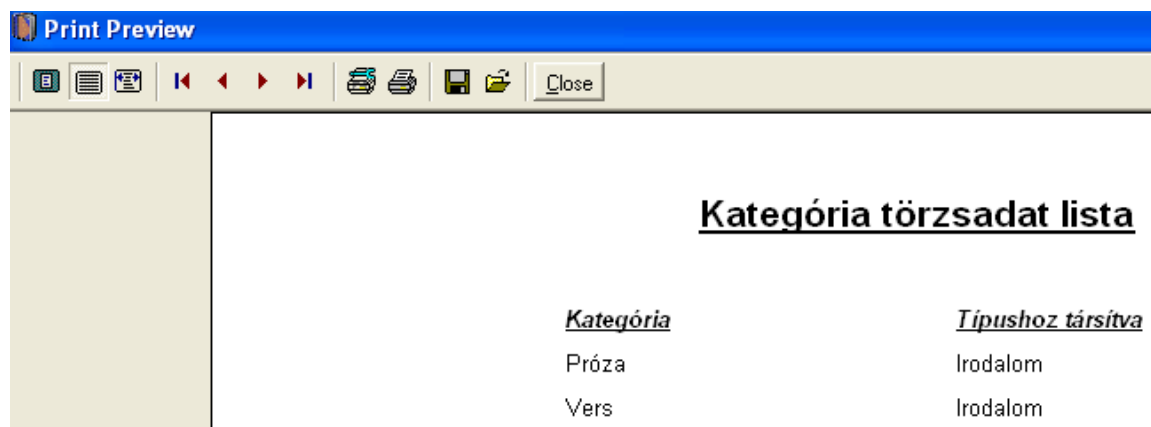 Print Preview
Close
Kategória törzsadat lista
Kategória Típushoz társítva
Próza Irodalom
Vers Irodalom